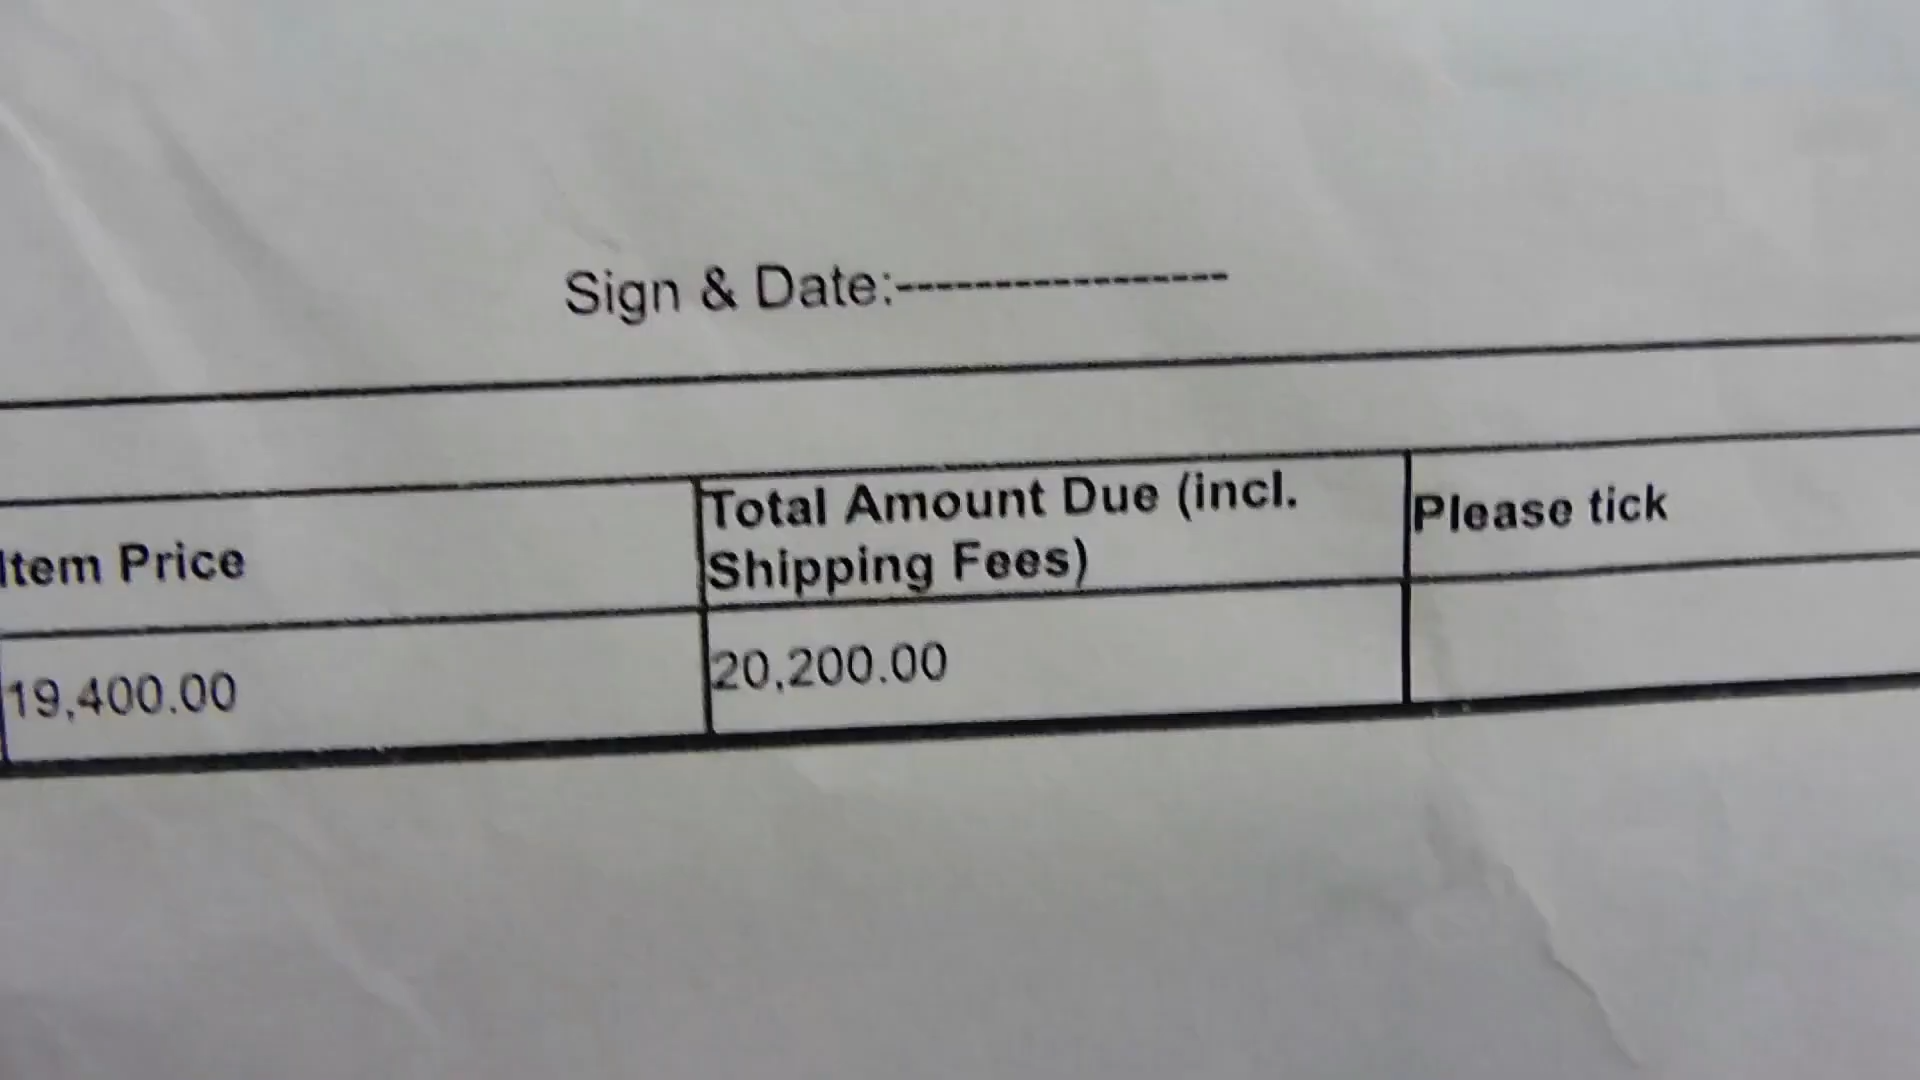 Sign & Date:-----------------
Item Price
Total Amount Due (incl.
Shipping Fees)
Please tick
19,400.00
20,200.00